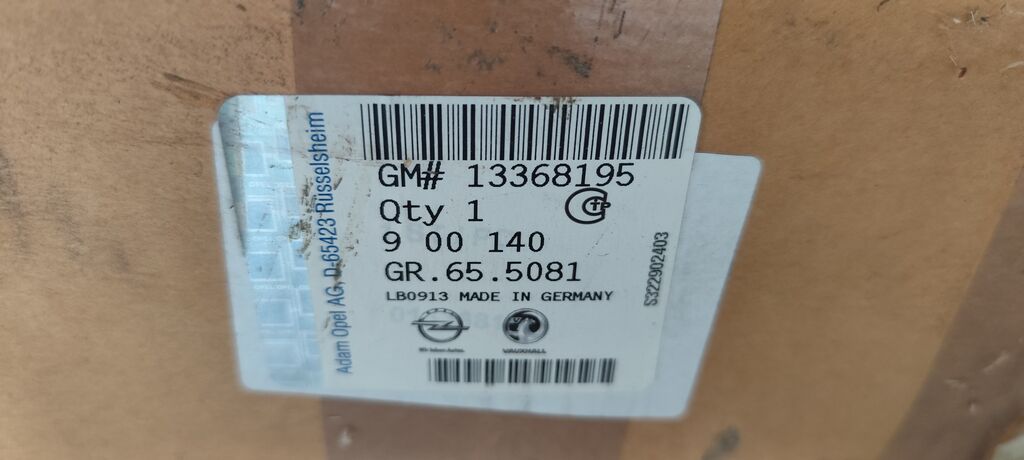 Adam Opel AG, D-65423 Rüsselsheim
GM# 13368195
Qty 1
9 00 140
GR.65.5081
LB0913 MADE IN GERMANY
S322902403
VAUXHALL